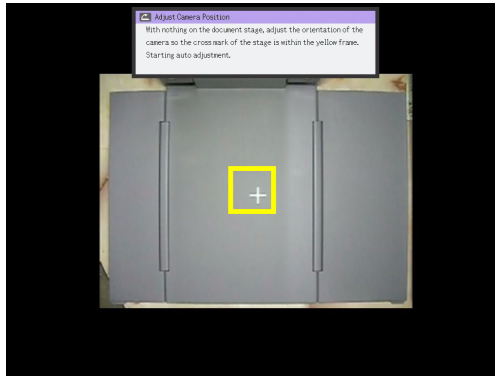 Adjust Camera Position
With nothing on the document stage, adjust the orientation of the
camera so the cross mark of the stage is within the yellow frame.
Starting auto adjustment.